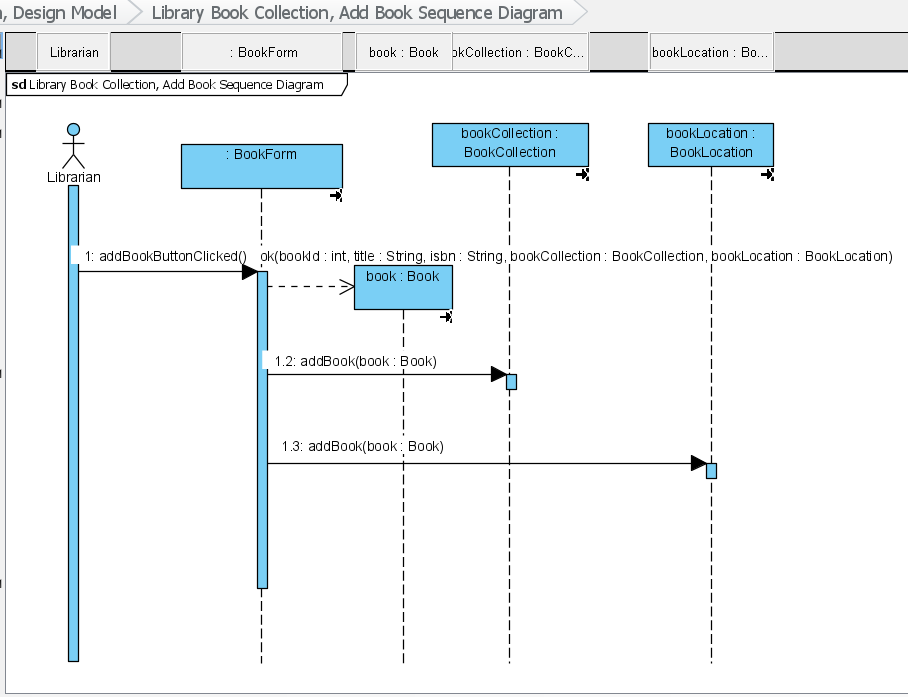 , Design Model
Library Book Collection, Add Book Sequence Diagram
Librarian
: BookForm
book : Book
okCollection : BookC...
bookLocation : Bo...
sd Library Book Collection, Add Book Sequence Diagram
Librarian
: BookForm
bookCollection :
BookCollection
bookLocation :
BookLocation
1: addBookButtonClicked()
ok(bookId : int, title : String, isbn : String, bookCollection : BookCollection, bookLocation : BookLocation)
book : Book
1.2: addBook(book : Book)
1.3: addBook(book : Book)